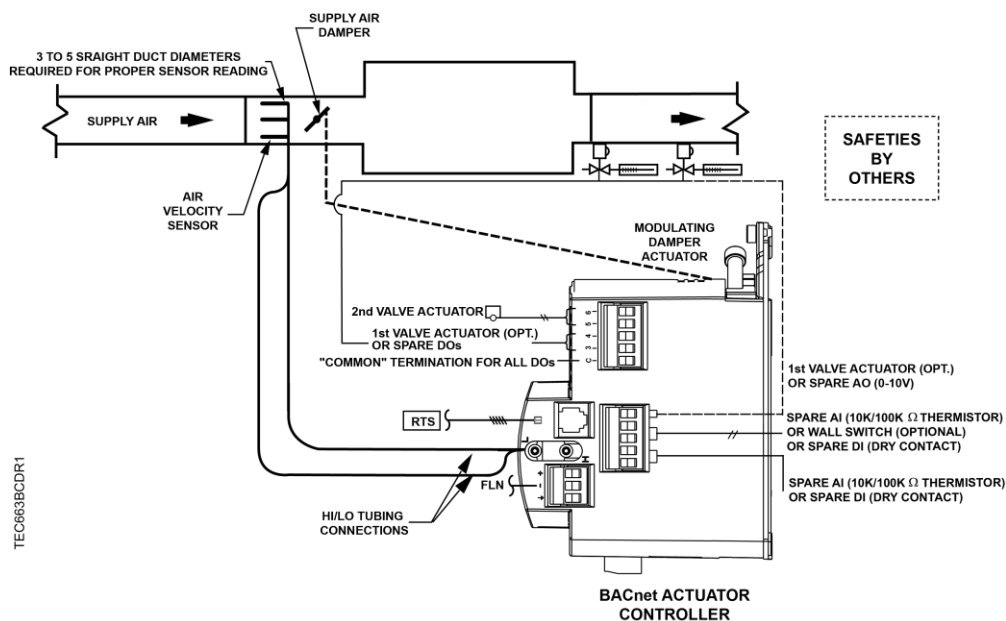 SUPPLY AIR
DAMPER
3 TO 5 SRAIGHT DUCT DIAMETERS
REQUIRED FOR PROPER SENSOR READING
SUPPLY AIR
SAFETIES
BY
OTHERS
AIR
VELOCITY
SENSOR
MODULATING
DAMPER
ACTUATOR
2nd VALVE ACTUATOR
1st VALVE ACTUATOR (OPT.)
OR SPARE DOs
"COMMON" TERMINATION FOR ALL DOs
6
5
4
3
C
1st VALVE ACTUATOR (OPT.)
OR SPARE AO (0-10V)
RTS
SPARE AI (10K/100K Ω THERMISTOR)
OR WALL SWITCH (OPTIONAL)
OR SPARE DI (DRY CONTACT)
L
H
+
-
FLN
SPARE AI (10K/100K Ω THERMISTOR)
OR SPARE DI (DRY CONTACT)
HI/LO TUBING
CONNECTIONS
TEC663BCDR1
BACnet ACTUATOR
CONTROLLER